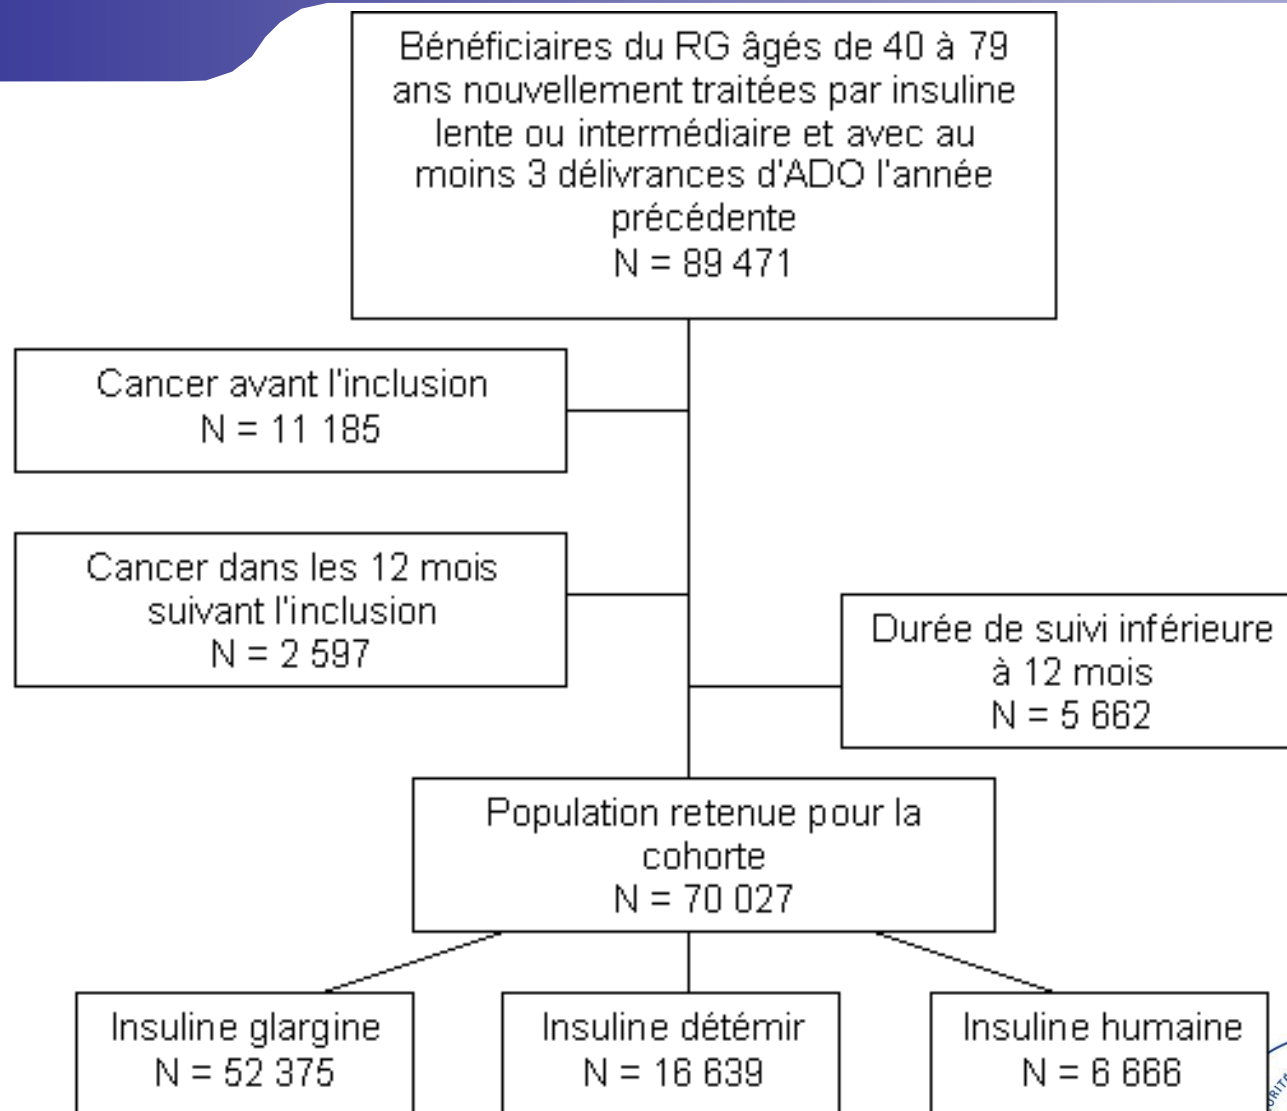 Bénéficiaires du RG âgés de 40 à 79
ans nouvellement traitées par insuline
lente ou intermédiaire et avec au
moins 3 délivrances d'ADO l'année
précédente
N = 89 471
Cancer avant l'inclusion
N = 11 185
Cancer dans les 12 mois
suivant l'inclusion
N = 2 597
Durée de suivi inférieure
à 12 mois
N = 5 662
Population retenue pour la
cohorte
N = 70 027
Insuline glargine
N = 52 375
Insuline détémir
N = 16 639
Insuline humaine
N = 6 666